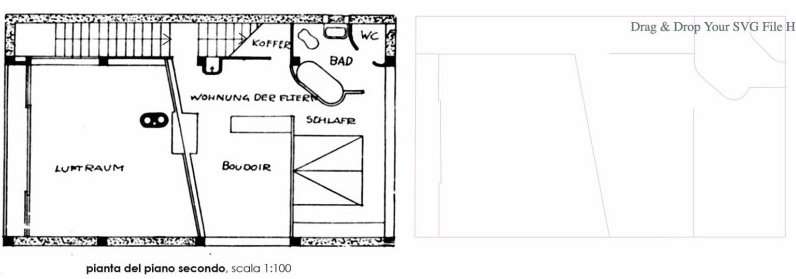 Drag & Drop Your SVG File H
WC
KOFFER
BAD
WOHNUNG DER ELTERN
SCHLAFR
LUFTRAUM
BOUDOIR
pianta del piano secondo, scala 1:100